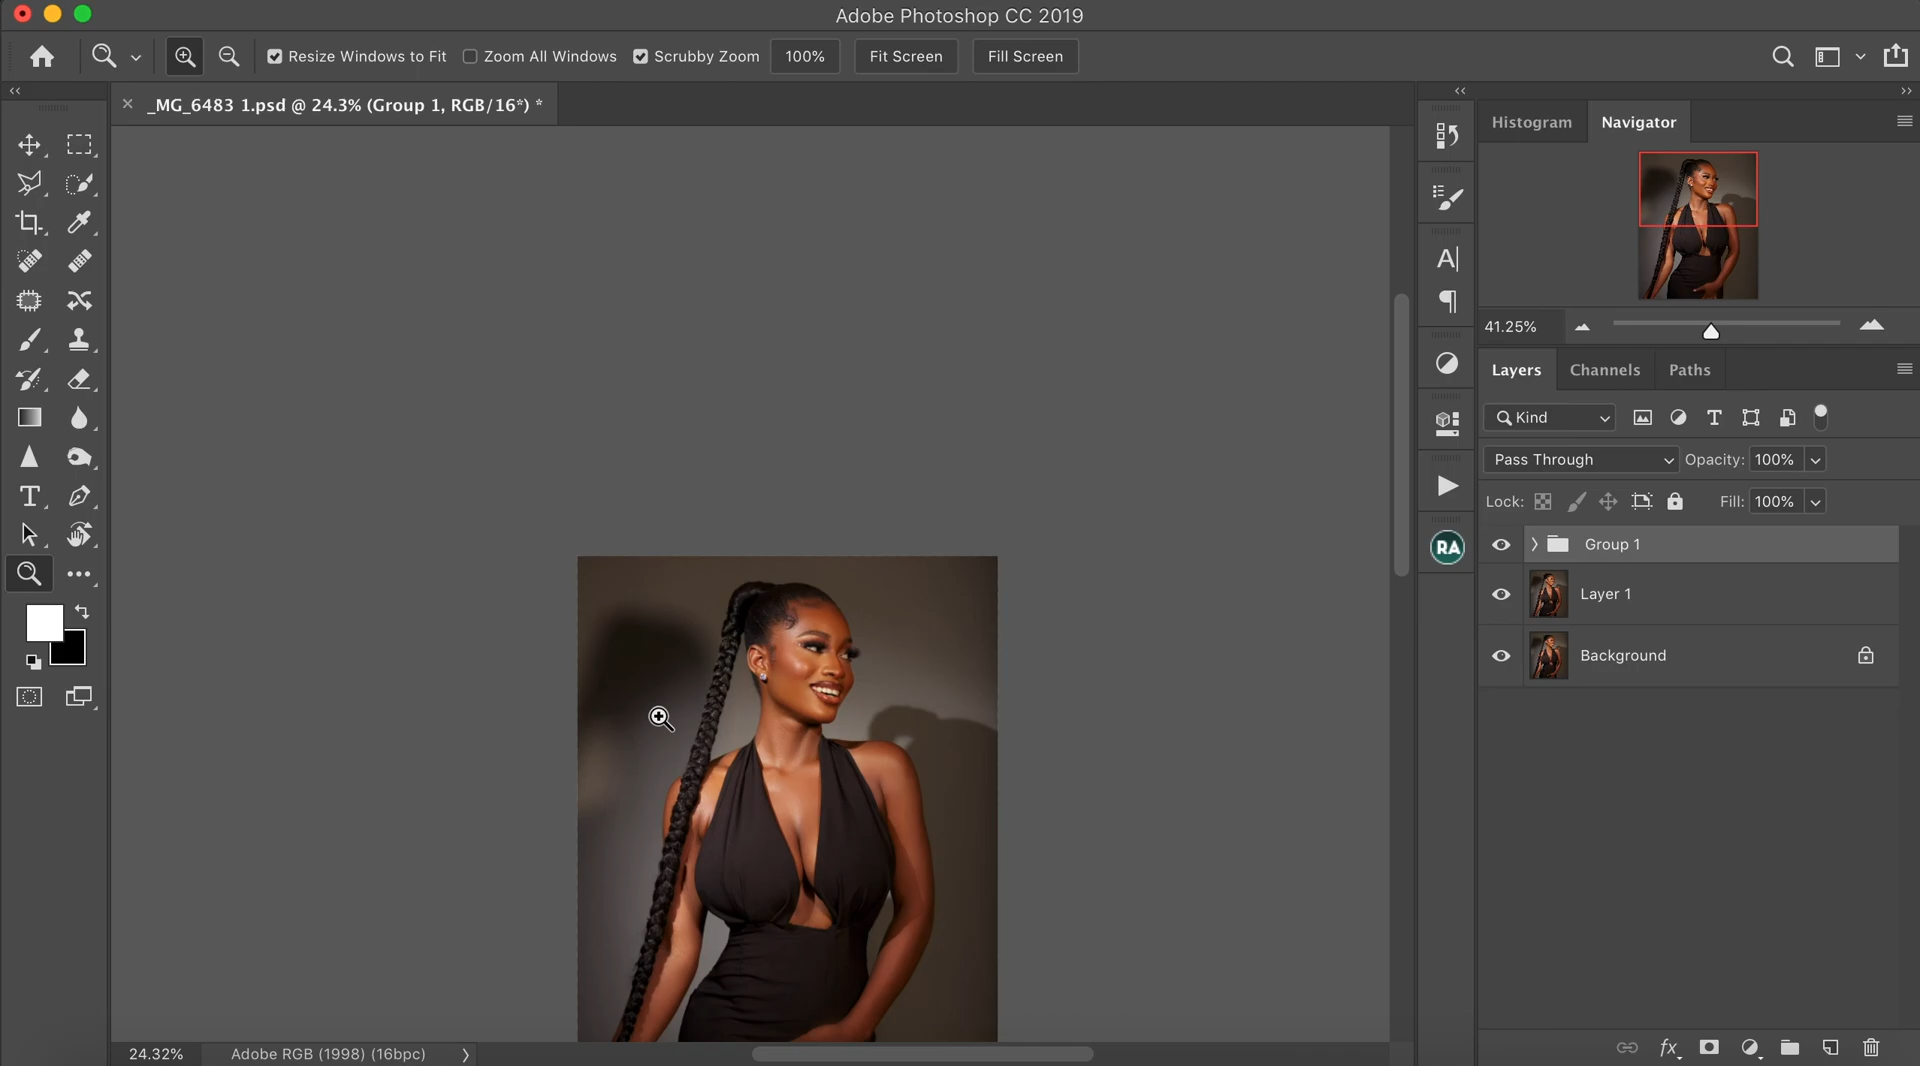 Adobe Photoshop CC 2019
Resize Windows to Fit
Zoom All Windows
Scrubby Zoom
100%
Fit Screen
Fill Screen
_MG_6483 1.psd @ 24.3% (Group 1, RGB/16*) *
Histogram
Navigator
41.25%
Layers
Channels
Paths
Kind
Pass Through
Opacity: 100%
Lock:
Fill: 100%
RA
Group 1
Layer 1
Background
24.32%
Adobe RGB (1998) (16bpc)
fx